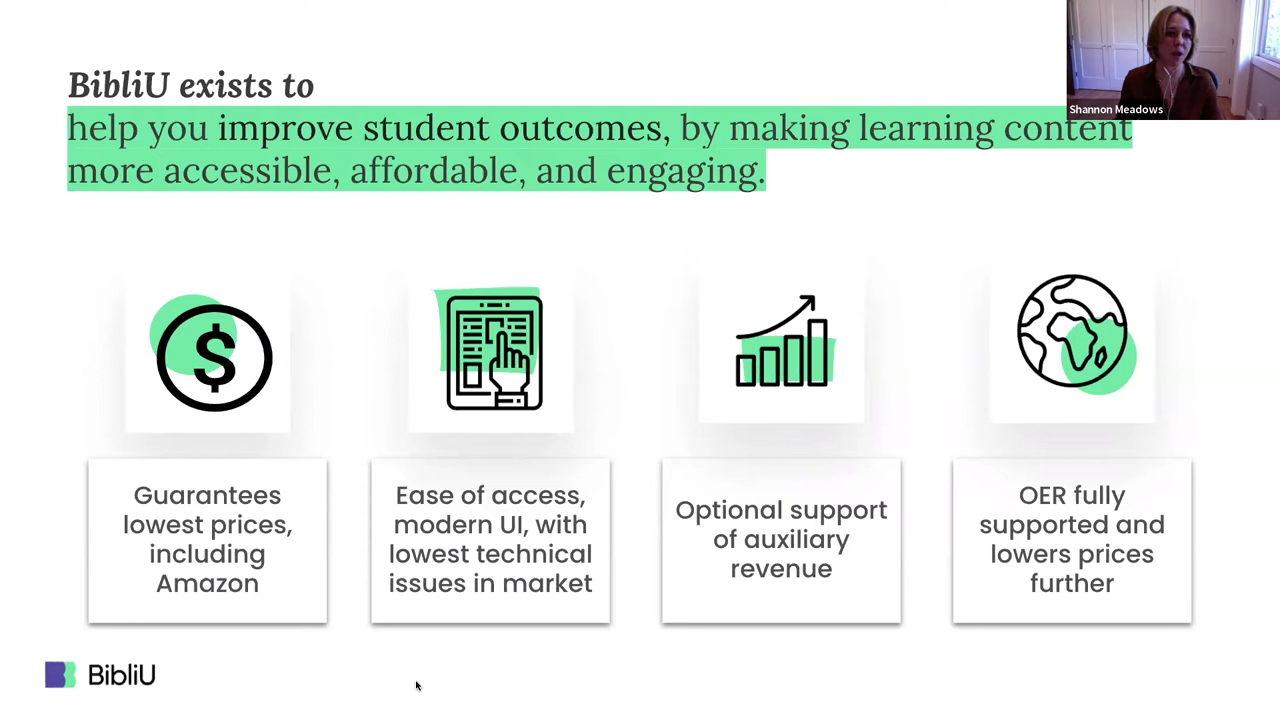 BibliU exists to
help you improve student outcomes, by making learning content
more accessible, affordable, and engaging.
Shannon Meadows
$
Guarantees
lowest prices,
including
Amazon
Ease of access,
modern UI, with
lowest technical
issues in market
Optional support
of auxiliary
revenue
OER fully
supported and
lowers prices
further
BibliU